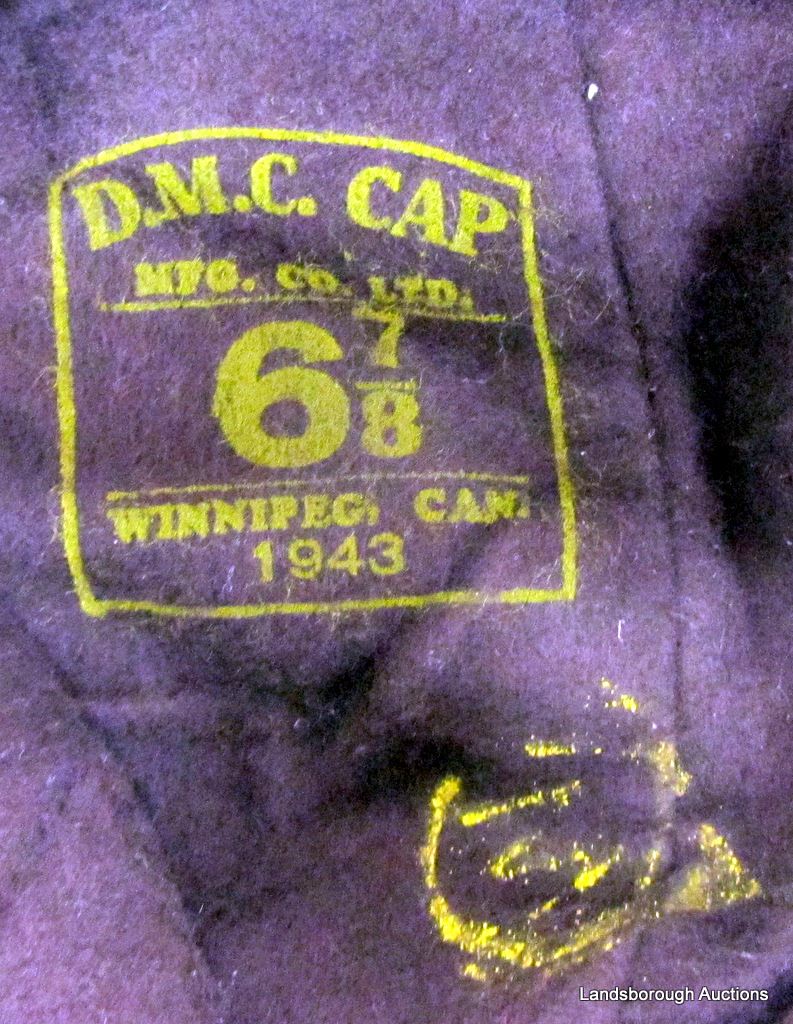 D.M.C. CAP
MFG. CO. LTD.
6 7/8
WINNIPEG, CAN.
1943
Landsborough Auctions